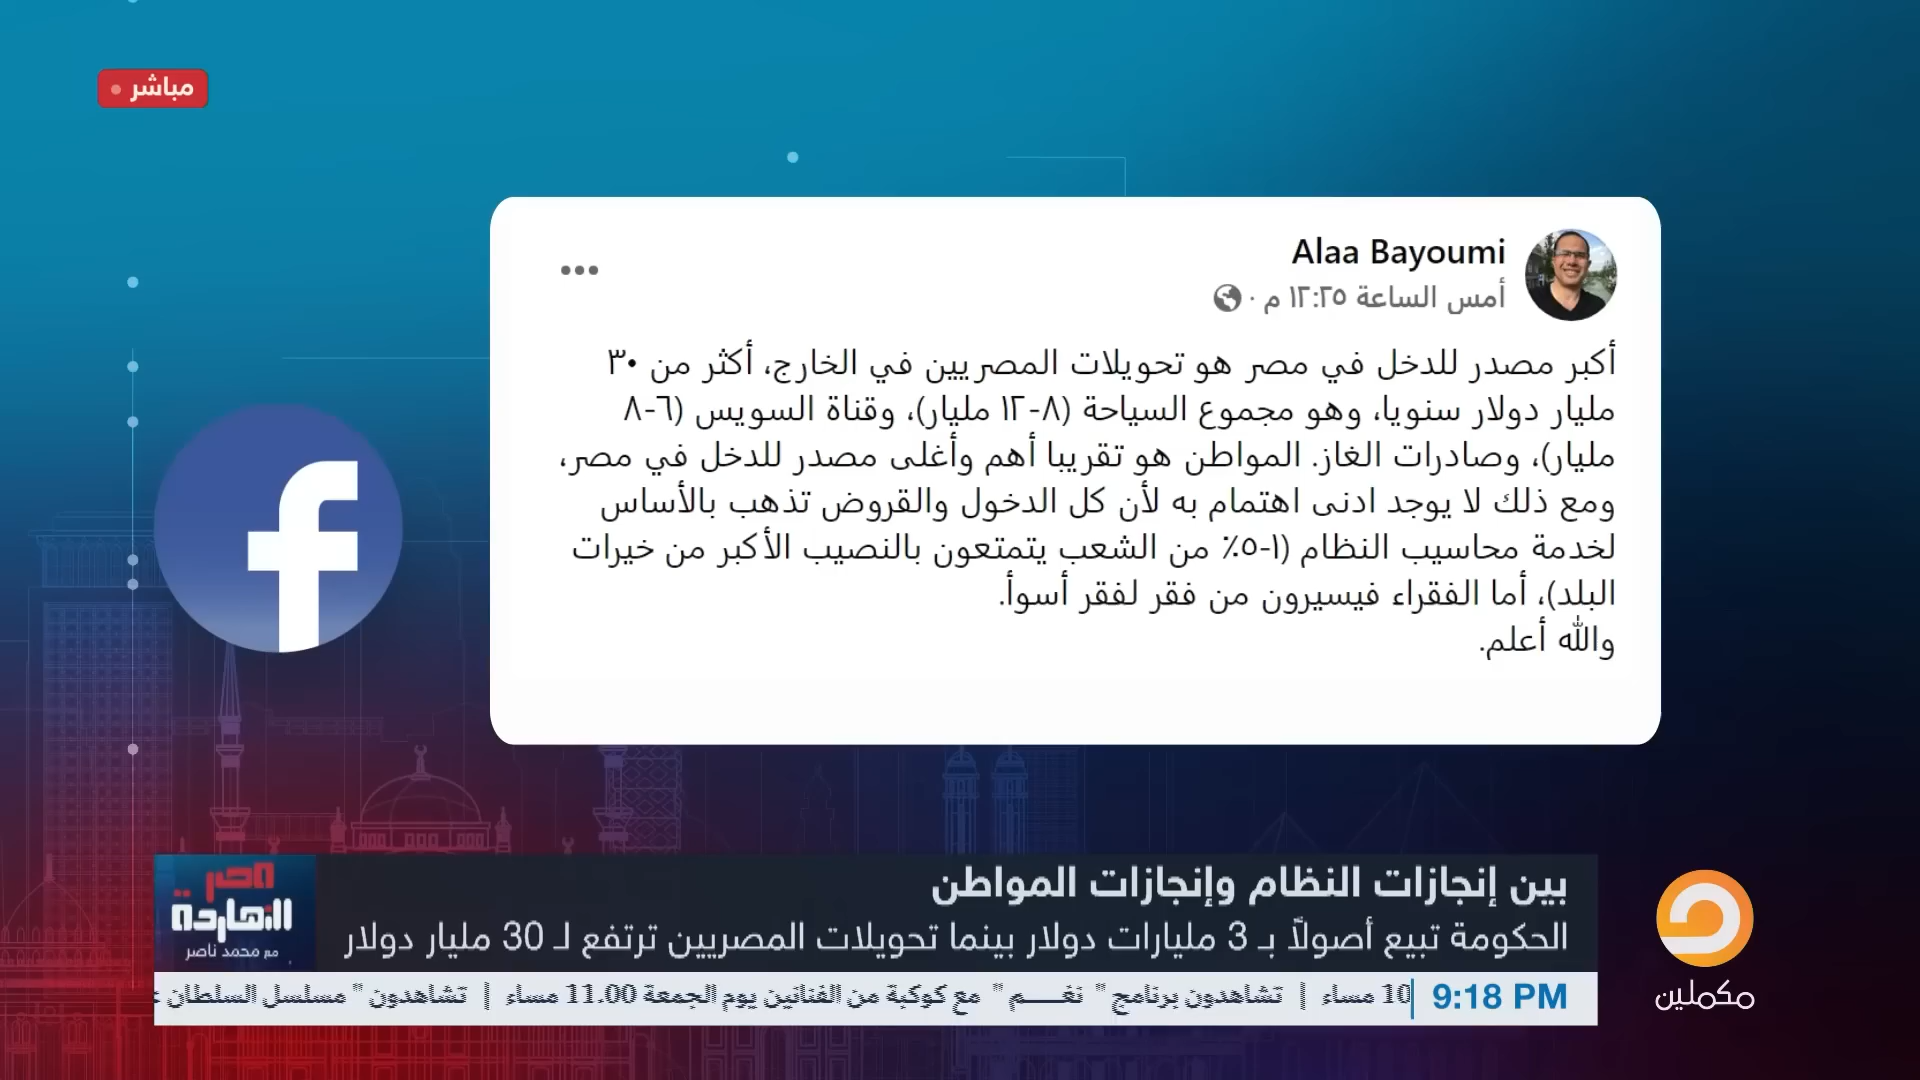 مباشر
Alaa Bayoumi
أمس الساعة ١٢:٢٥ م ·
أكبر مصدر للدخل في مصر هو تحويلات المصريين في الخارج، أكثر من ٣٠
مليار دولار سنويا، وهو مجموع السياحة (٨-١٢ مليار)، وقناة السويس (٦-٨
مليار)، وصادرات الغاز. المواطن هو تقريبا أهم وأغلى مصدر للدخل في مصر،
ومع ذلك لا يوجد ادنى اهتمام به لأن كل الدخول والقروض تذهب بالأساس
لخدمة محاسيب النظام (١-٥٪ من الشعب يتمتعون بالنصيب الأكبر من خيرات
البلد)، أما الفقراء فيسيرون من فقر لفقر أسوأ.
والله أعلم.
بين إنجازات النظام وإنجازات المواطن
الحكومة تبيع أصولاً بـ 3 مليارات دولار بينما تحويلات المصريين ترتفع لـ 30 مليار دولار
مصر
النهاردة
مع محمد ناصر
9:18 PM
10 مساء | تشاهدون برنامج " نغـــم " مع كوكبة من الفنانين يوم الجمعة 11.00 مساء | تشاهدون " مسلسل السلطان
مكملين